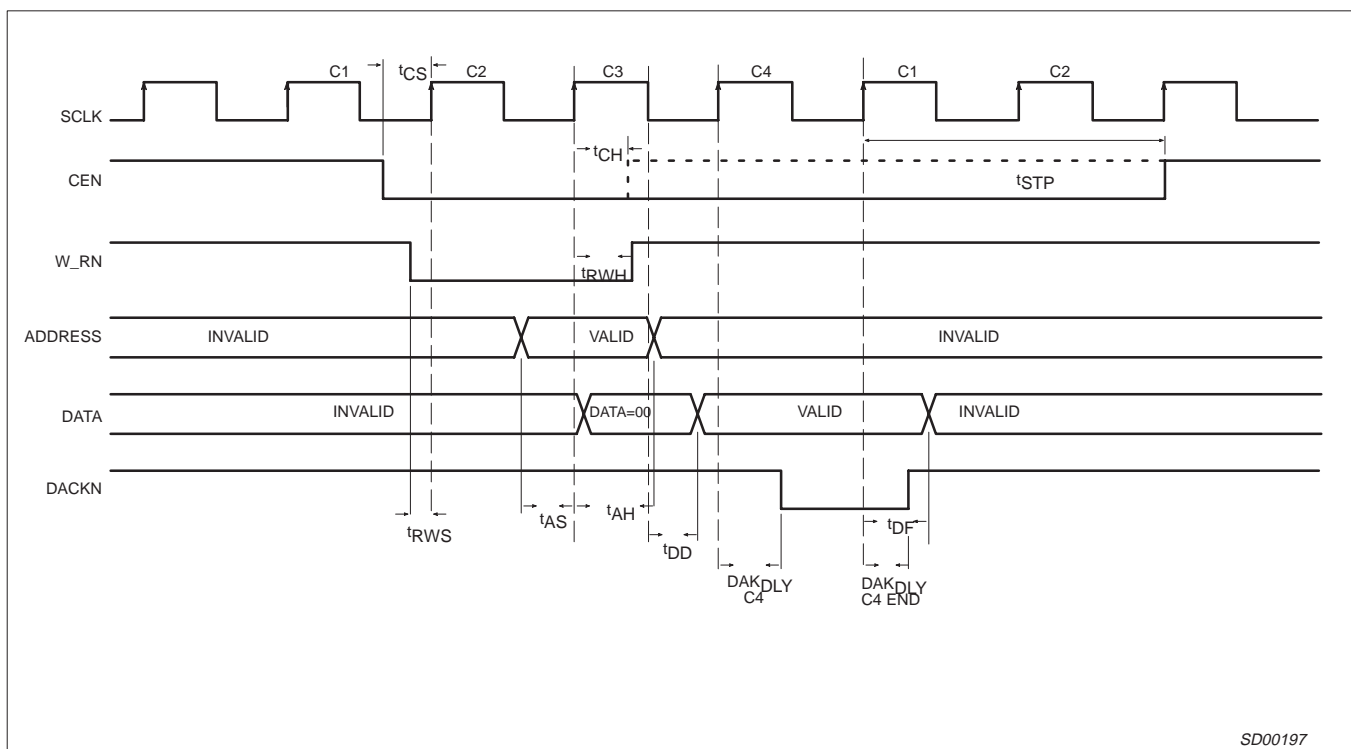 C1
tCS
C2
C3
C4
C1
C2
SCLK
tCH
CEN
tSTP
W_RN
tRWH
ADDRESS
INVALID
VALID
INVALID
DATA
INVALID
DATA=00
VALID
INVALID
DACKN
tRWS
tAS
tAH
tDD
tDF
DAKDLY
C4
DAKDLY
C4 END
SD00197